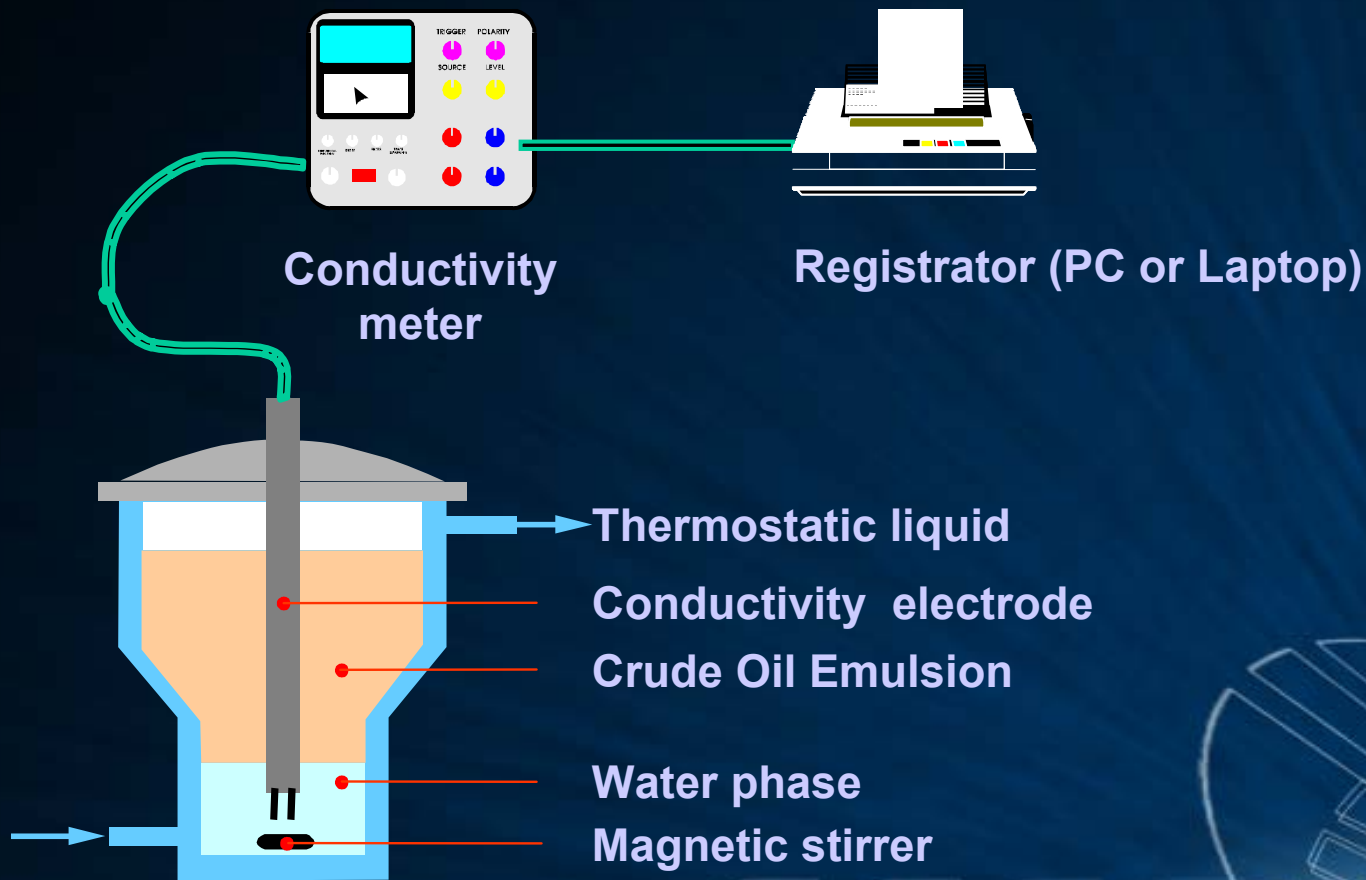 TRIGGER POLARITY
SOURCE LEVEL
Conductivity
meter
Registrator (PC or Laptop)
Thermostatic liquid
Conductivity electrode
Crude Oil Emulsion
Water phase
Magnetic stirrer